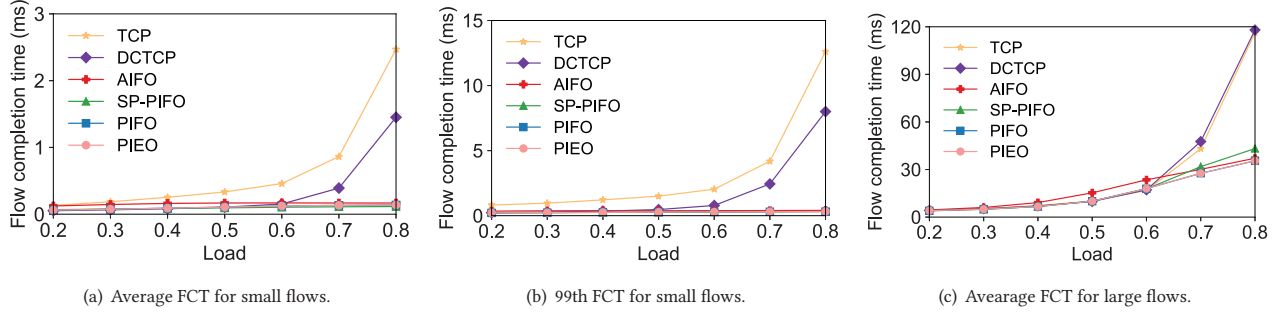 Flow completion time (ms)
3
2
1
0
TCP
DCTCP
AIFO
SP-PIFO
PIFO
PIEO
0.2 0.3 0.4 0.5 0.6 0.7 0.8
Load
(a) Average FCT for small flows.
Flow completion time (ms)
15
10
5
0
TCP
DCTCP
AIFO
SP-PIFO
PIFO
PIEO
0.2 0.3 0.4 0.5 0.6 0.7 0.8
Load
(b) 99th FCT for small flows.
Flow completion time (ms)
120
90
60
30
0
TCP
DCTCP
AIFO
SP-PIFO
PIFO
PIEO
0.2 0.3 0.4 0.5 0.6 0.7 0.8
Load
(c) Avearage FCT for large flows.